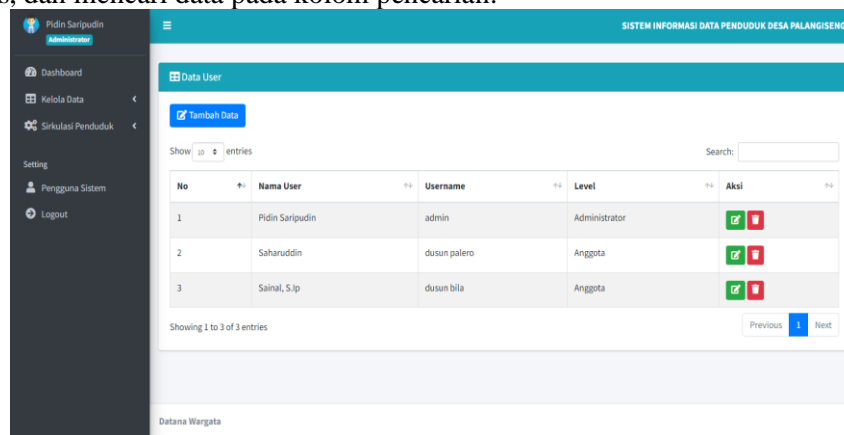 s, dan mencari data pada kolom pencarian.
Pidin Saripudin
Administrator
SISTEM INFORMASI DATA PENDUDUK DESA PALANGISENG
Dashboard
Kelola Data
Sirkulasi Penduduk
Setting
Pengguna Sistem
Logout
Data User
Tambah Data
Show 10 entries
Search:
No Nama User Username Level Aksi
1 Pidin Saripudin admin Administrator
2 Saharuddin dusun palero Anggota
3 Sainal, S.Ip dusun bila Anggota
Showing 1 to 3 of 3 entries
Previous 1 Next
Datana Wargata